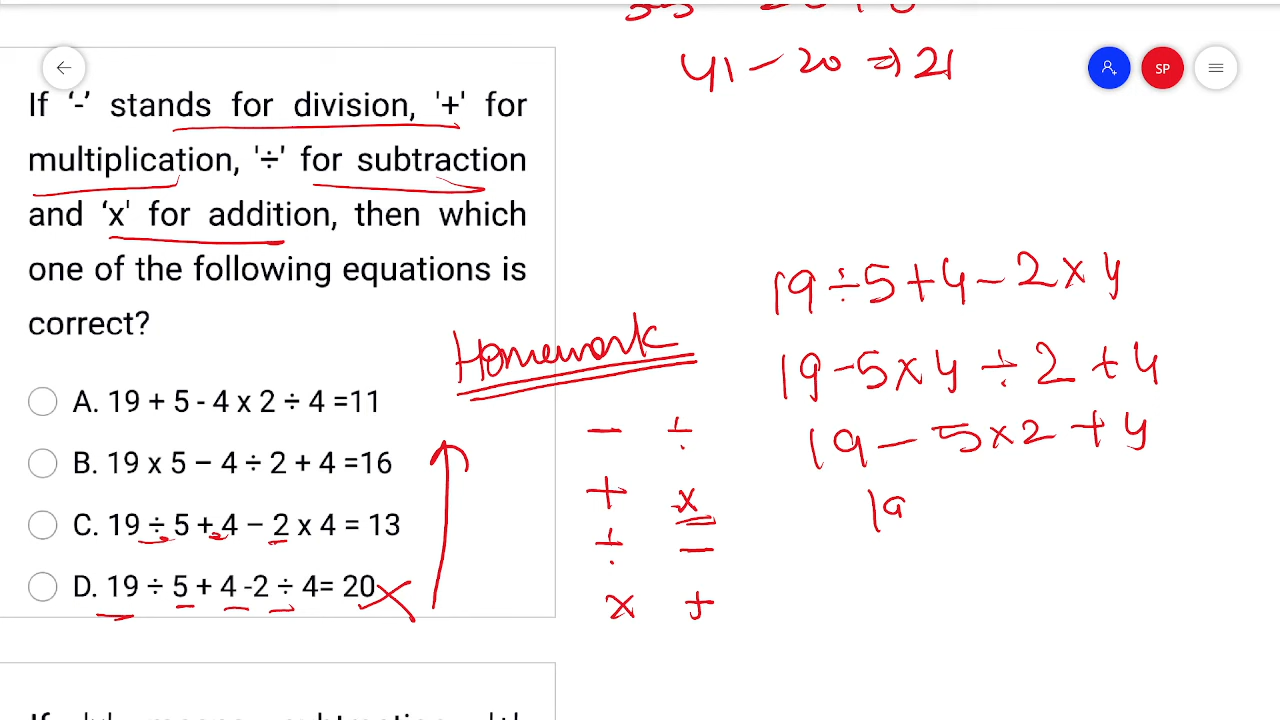 41 - 20 ⇒ 21
SP
If ‘-’ stands for division, '+' for
multiplication, '÷' for subtraction
and ‘x' for addition, then which
one of the following equations is
correct?
A. 19 + 5 - 4 x 2 ÷ 4 =11
B. 19 x 5 – 4 ÷ 2 + 4 =16
C. 19 ÷ 5 + 4 – 2 x 4 = 13
D. 19 ÷ 5 + 4 -2 ÷ 4= 20
Homework
- ÷
+ x
÷ -
x +
19 ÷ 5 + 4 - 2 x 4
19 - 5 x 4 ÷ 2 + 4
19 - 5 x 2 + 4
19